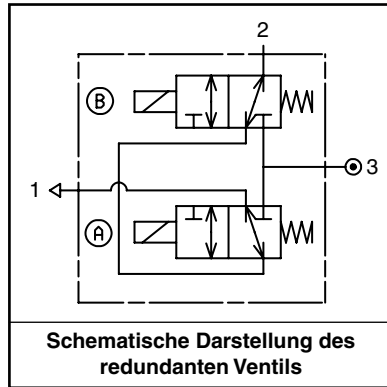 2
B
3
1
A
Schematische Darstellung des
redundanten Ventils